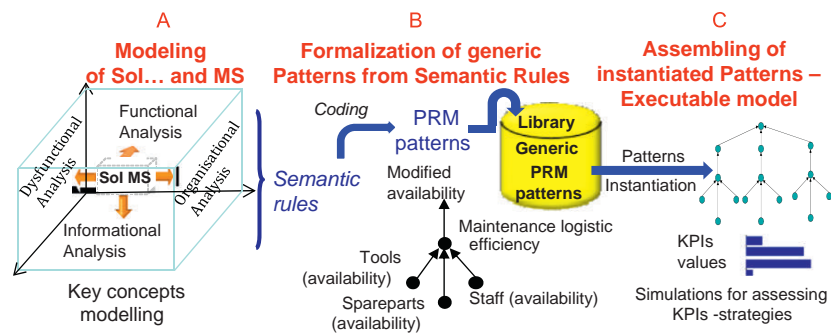 A
Modeling
of SoI... and MS
Functional
Analysis
Dysfunctional
Analysis
SoI MS
Organisational
Analysis
Informational
Analysis
Key concepts
modelling
Semantic
rules
B
Formalization of generic
Patterns from Semantic Rules
Coding
PRM
patterns
Library
Generic
PRM
patterns
Modified
availability
Maintenance logistic
efficiency
Tools
(availability)
Spareparts
(availability)
Staff (availability)
C
Assembling of
instantiated Patterns –
Executable model
Patterns
Instantiation
KPIs
values
Simulations for assessing
KPIs -strategies